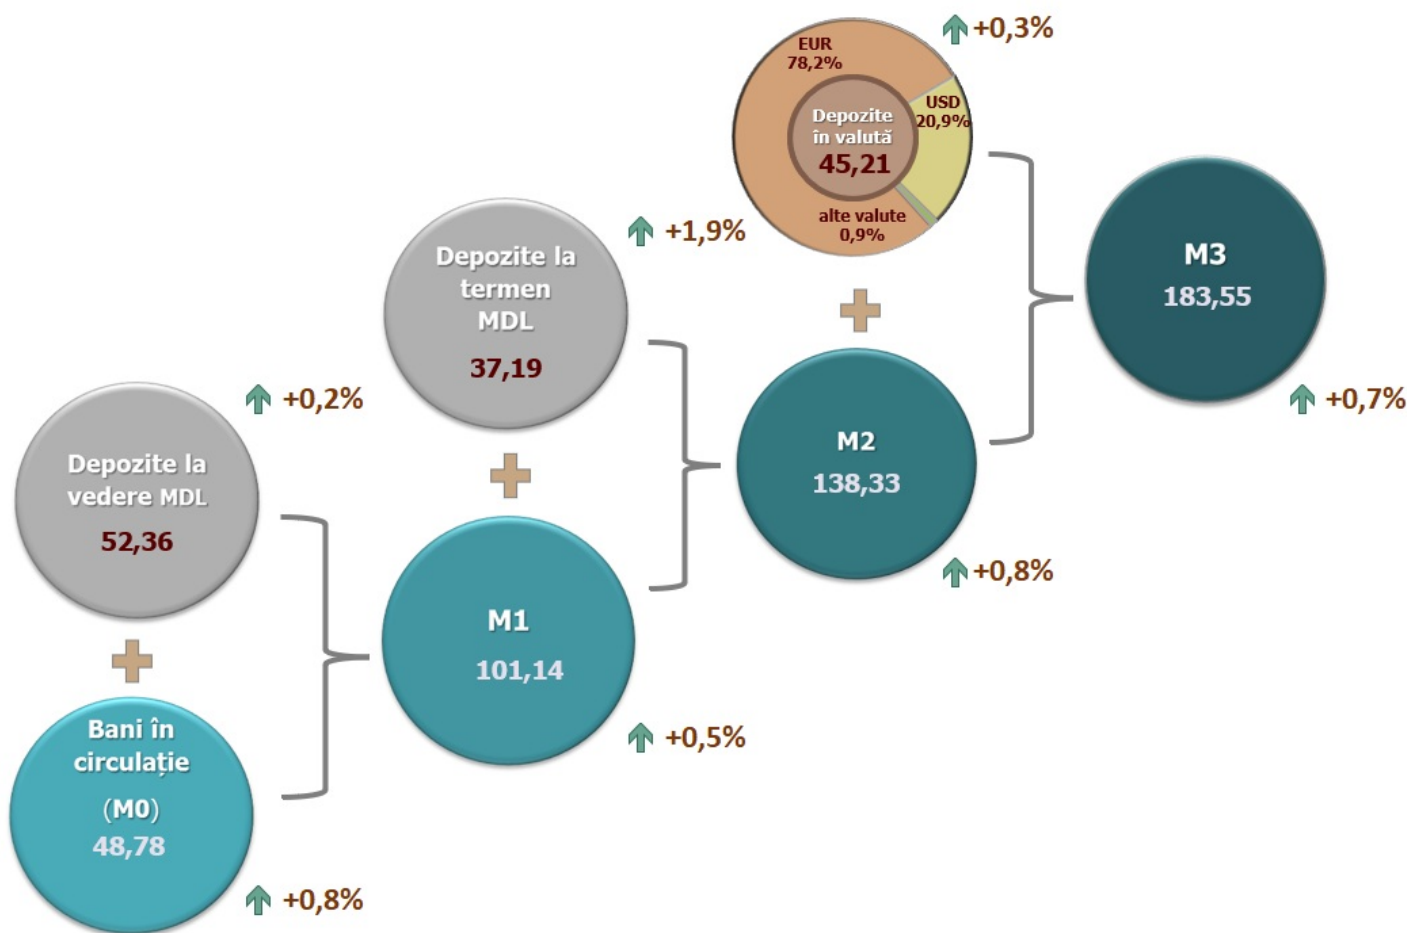 EUR
78,2%
+0,3%
USD
20,9%
Depozite
în valută
45,21
alte valute
0,9%
Depozite la
termen
MDL
37,19
+1,9%
M3
183,55
+0,7%
Depozite la
vedere MDL
52,36
+0,2%
M2
138,33
+0,8%
M1
101,14
+0,5%
Bani în
circulație
(M0)
48,78
+0,8%